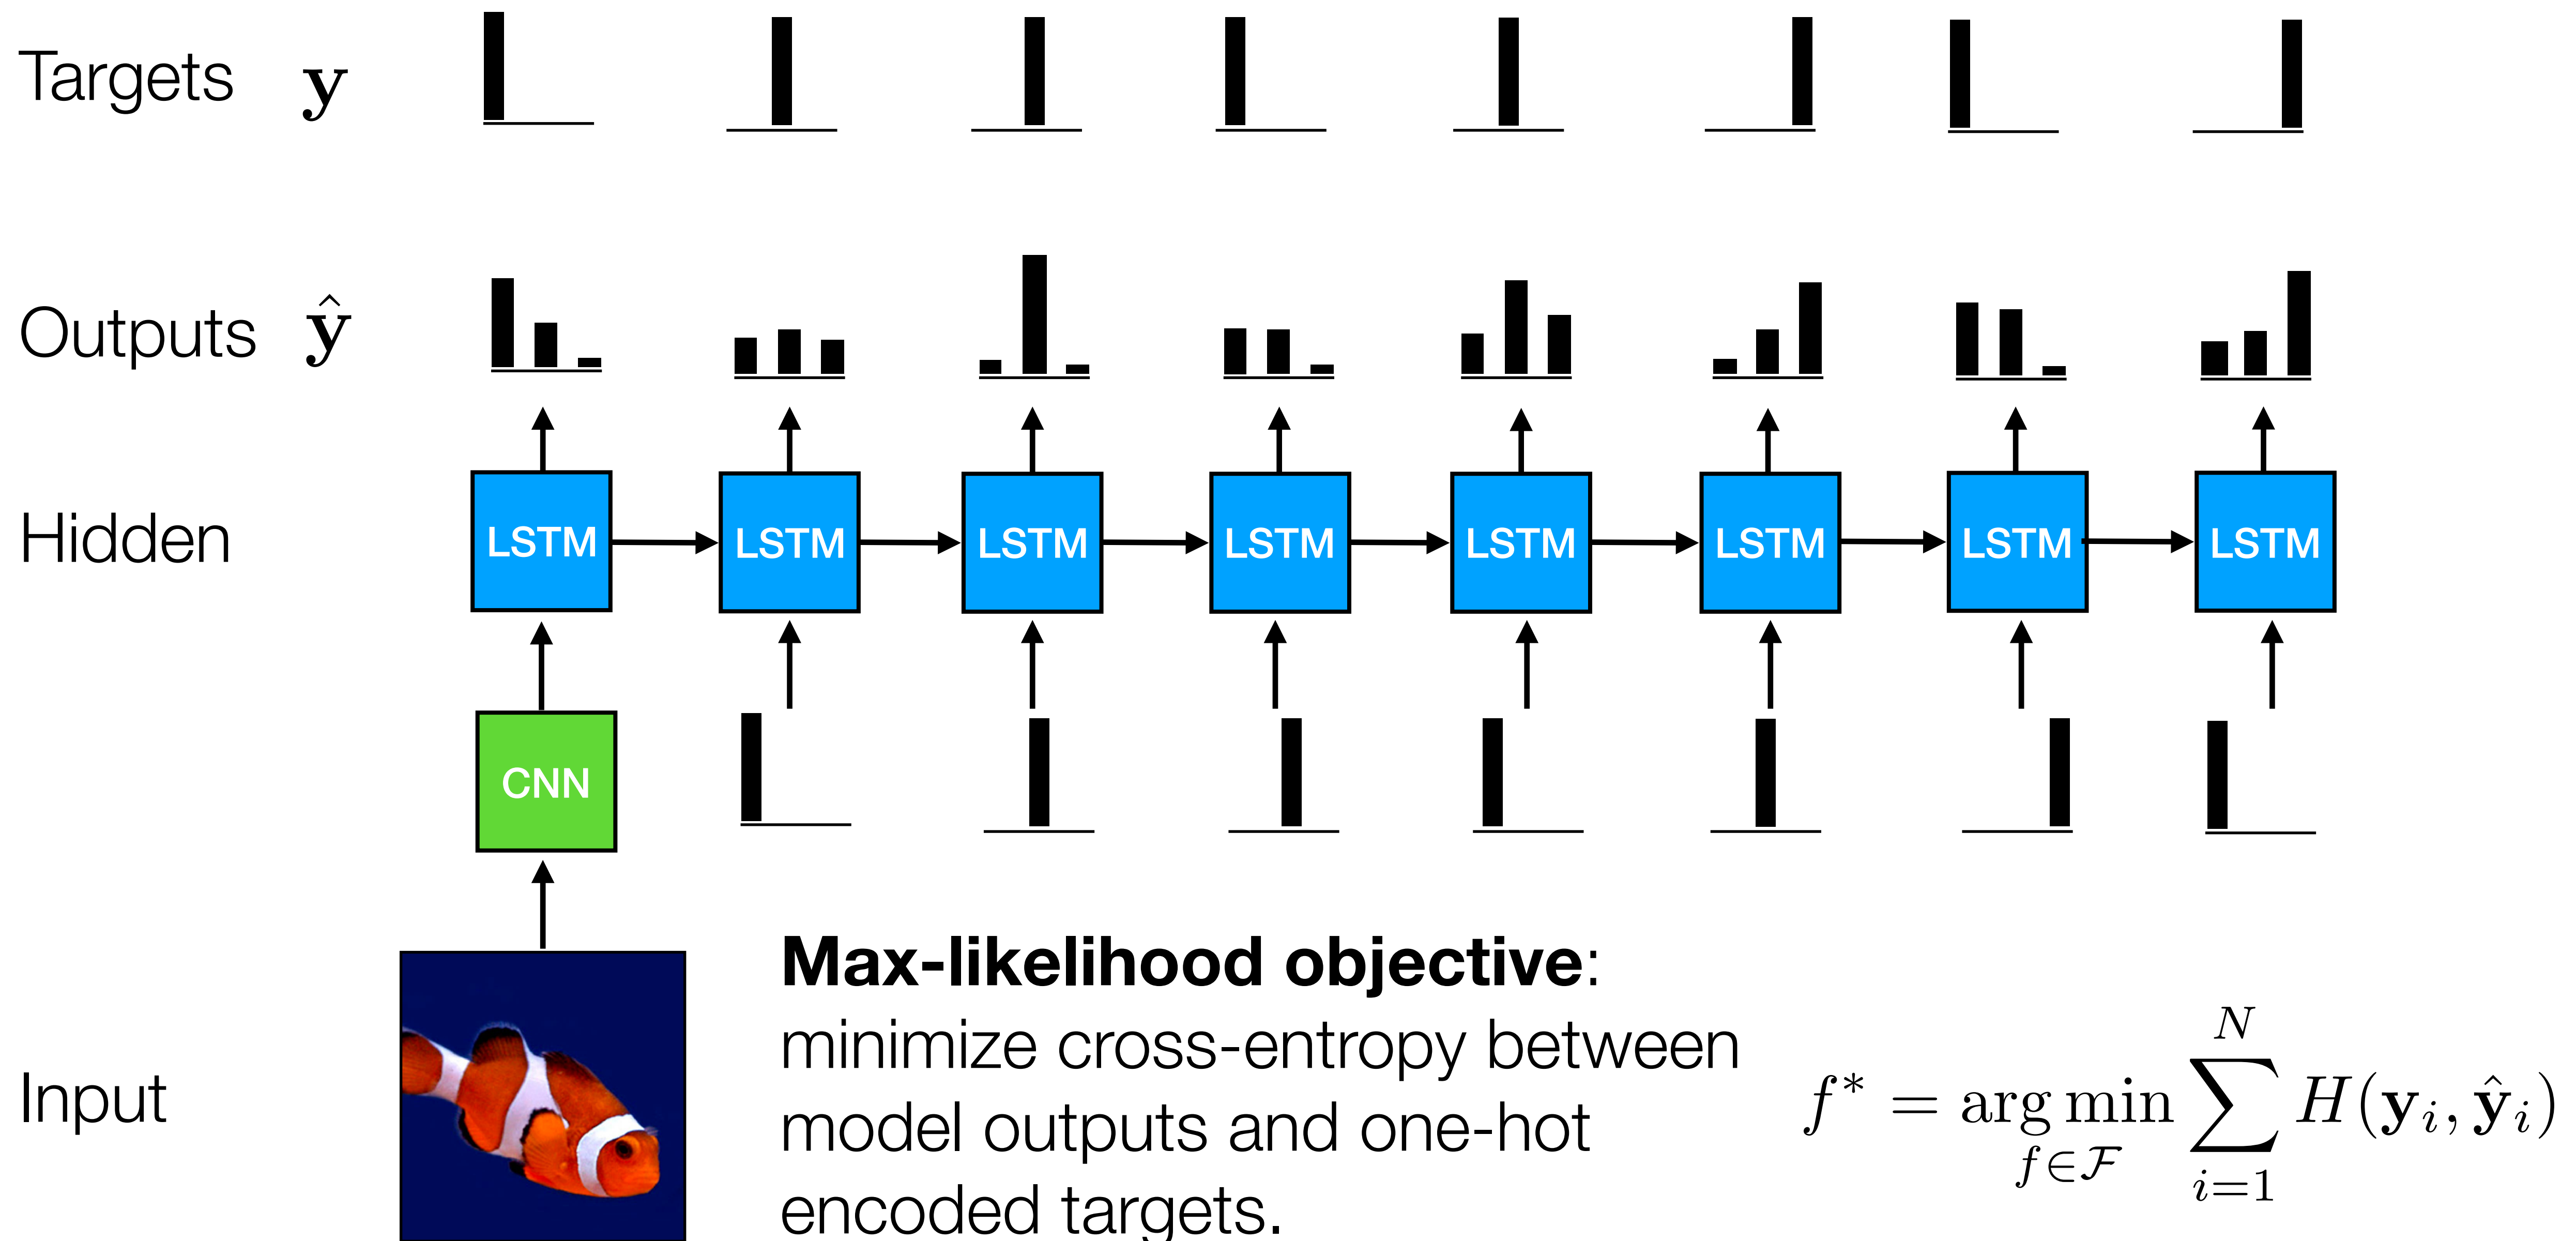 Targets y
Outputs ŷ
Hidden
LSTM LSTM LSTM LSTM LSTM LSTM LSTM LSTM
CNN
Input
Max-likelihood objective:
minimize cross-entropy between
model outputs and one-hot
encoded targets.
f* = arg min_{f∈𝓕} ∑_{i=1}^{N} H(y_i, ŷ_i)